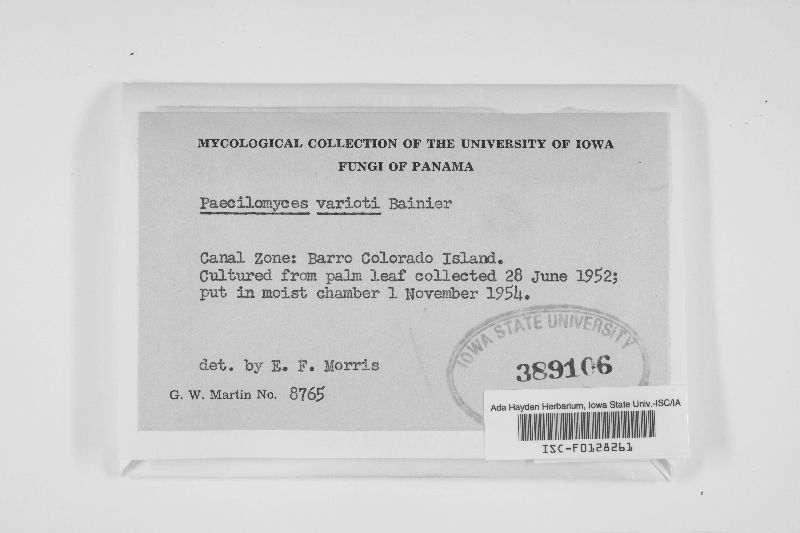 MYCOLOGICAL COLLECTION OF THE UNIVERSITY OF IOWA
FUNGI OF PANAMA
Paecilomyces varioti Bainier
Canal Zone: Barro Colorado Island.
Cultured from palm leaf collected 28 June 1952;
put in moist chamber 1 November 1954.
det. by E. F. Morris
G. W. Martin No. 8765
IOWA STATE UNIVERSITY
389106
Ada Hayden Herbarium, Iowa State Univ.-ISC/IA
ISC-F0128261